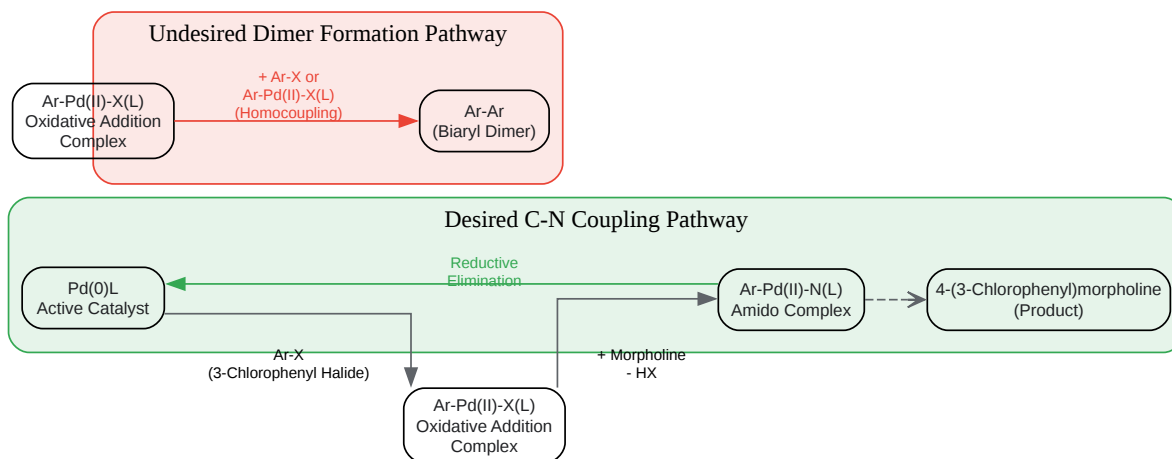 Undesired Dimer Formation Pathway
Ar-Pd(II)-X(L)
Oxidative Addition
Complex
+ Ar-X or
Ar-Pd(II)-X(L)
(Homocoupling)
Ar-Ar
(Biaryl Dimer)
Desired C-N Coupling Pathway
Pd(0)L
Active Catalyst
Reductive
Elimination
Ar-Pd(II)-N(L)
Amido Complex
4-(3-Chlorophenyl)morpholine
(Product)
Ar-X
(3-Chlorophenyl Halide)
+ Morpholine
- HX
Ar-Pd(II)-X(L)
Oxidative Addition
Complex